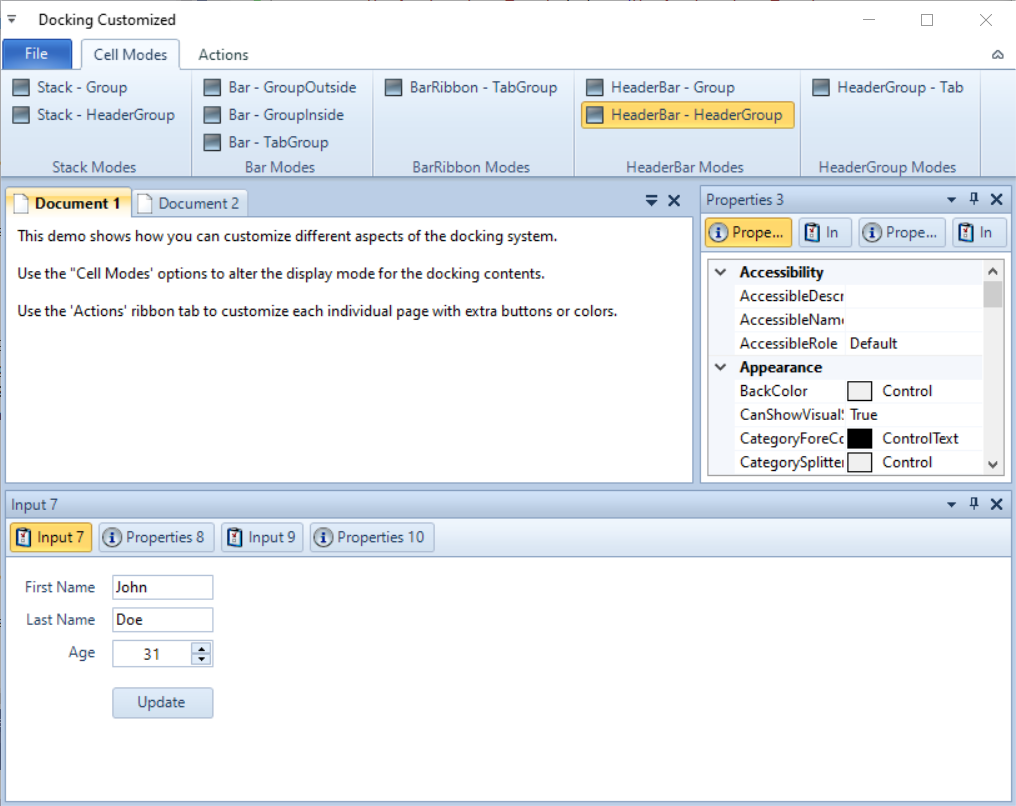 Docking Customized
File Cell Modes Actions
Stack - Group
Stack - HeaderGroup
Stack Modes
Bar - GroupOutside
Bar - GroupInside
Bar - TabGroup
Bar Modes
BarRibbon - TabGroup
BarRibbon Modes
HeaderBar - Group
HeaderBar - HeaderGroup
HeaderBar Modes
HeaderGroup - Tab
HeaderGroup Modes
Document 1 Document 2
This demo shows how you can customize different aspects of the docking system.
Use the "Cell Modes' options to alter the display mode for the docking contents.
Use the 'Actions' ribbon tab to customize each individual page with extra buttons or colors.
Properties 3
Prope... In Prope... In
Accessibility
AccessibleDescr
AccessibleName
AccessibleRole Default
Appearance
BackColor Control
CanShowVisualS True
CategoryForeCo ControlText
CategorySplitter Control
Input 7
Input 7 Properties 8 Input 9 Properties 10
First Name John
Last Name Doe
Age 31
Update